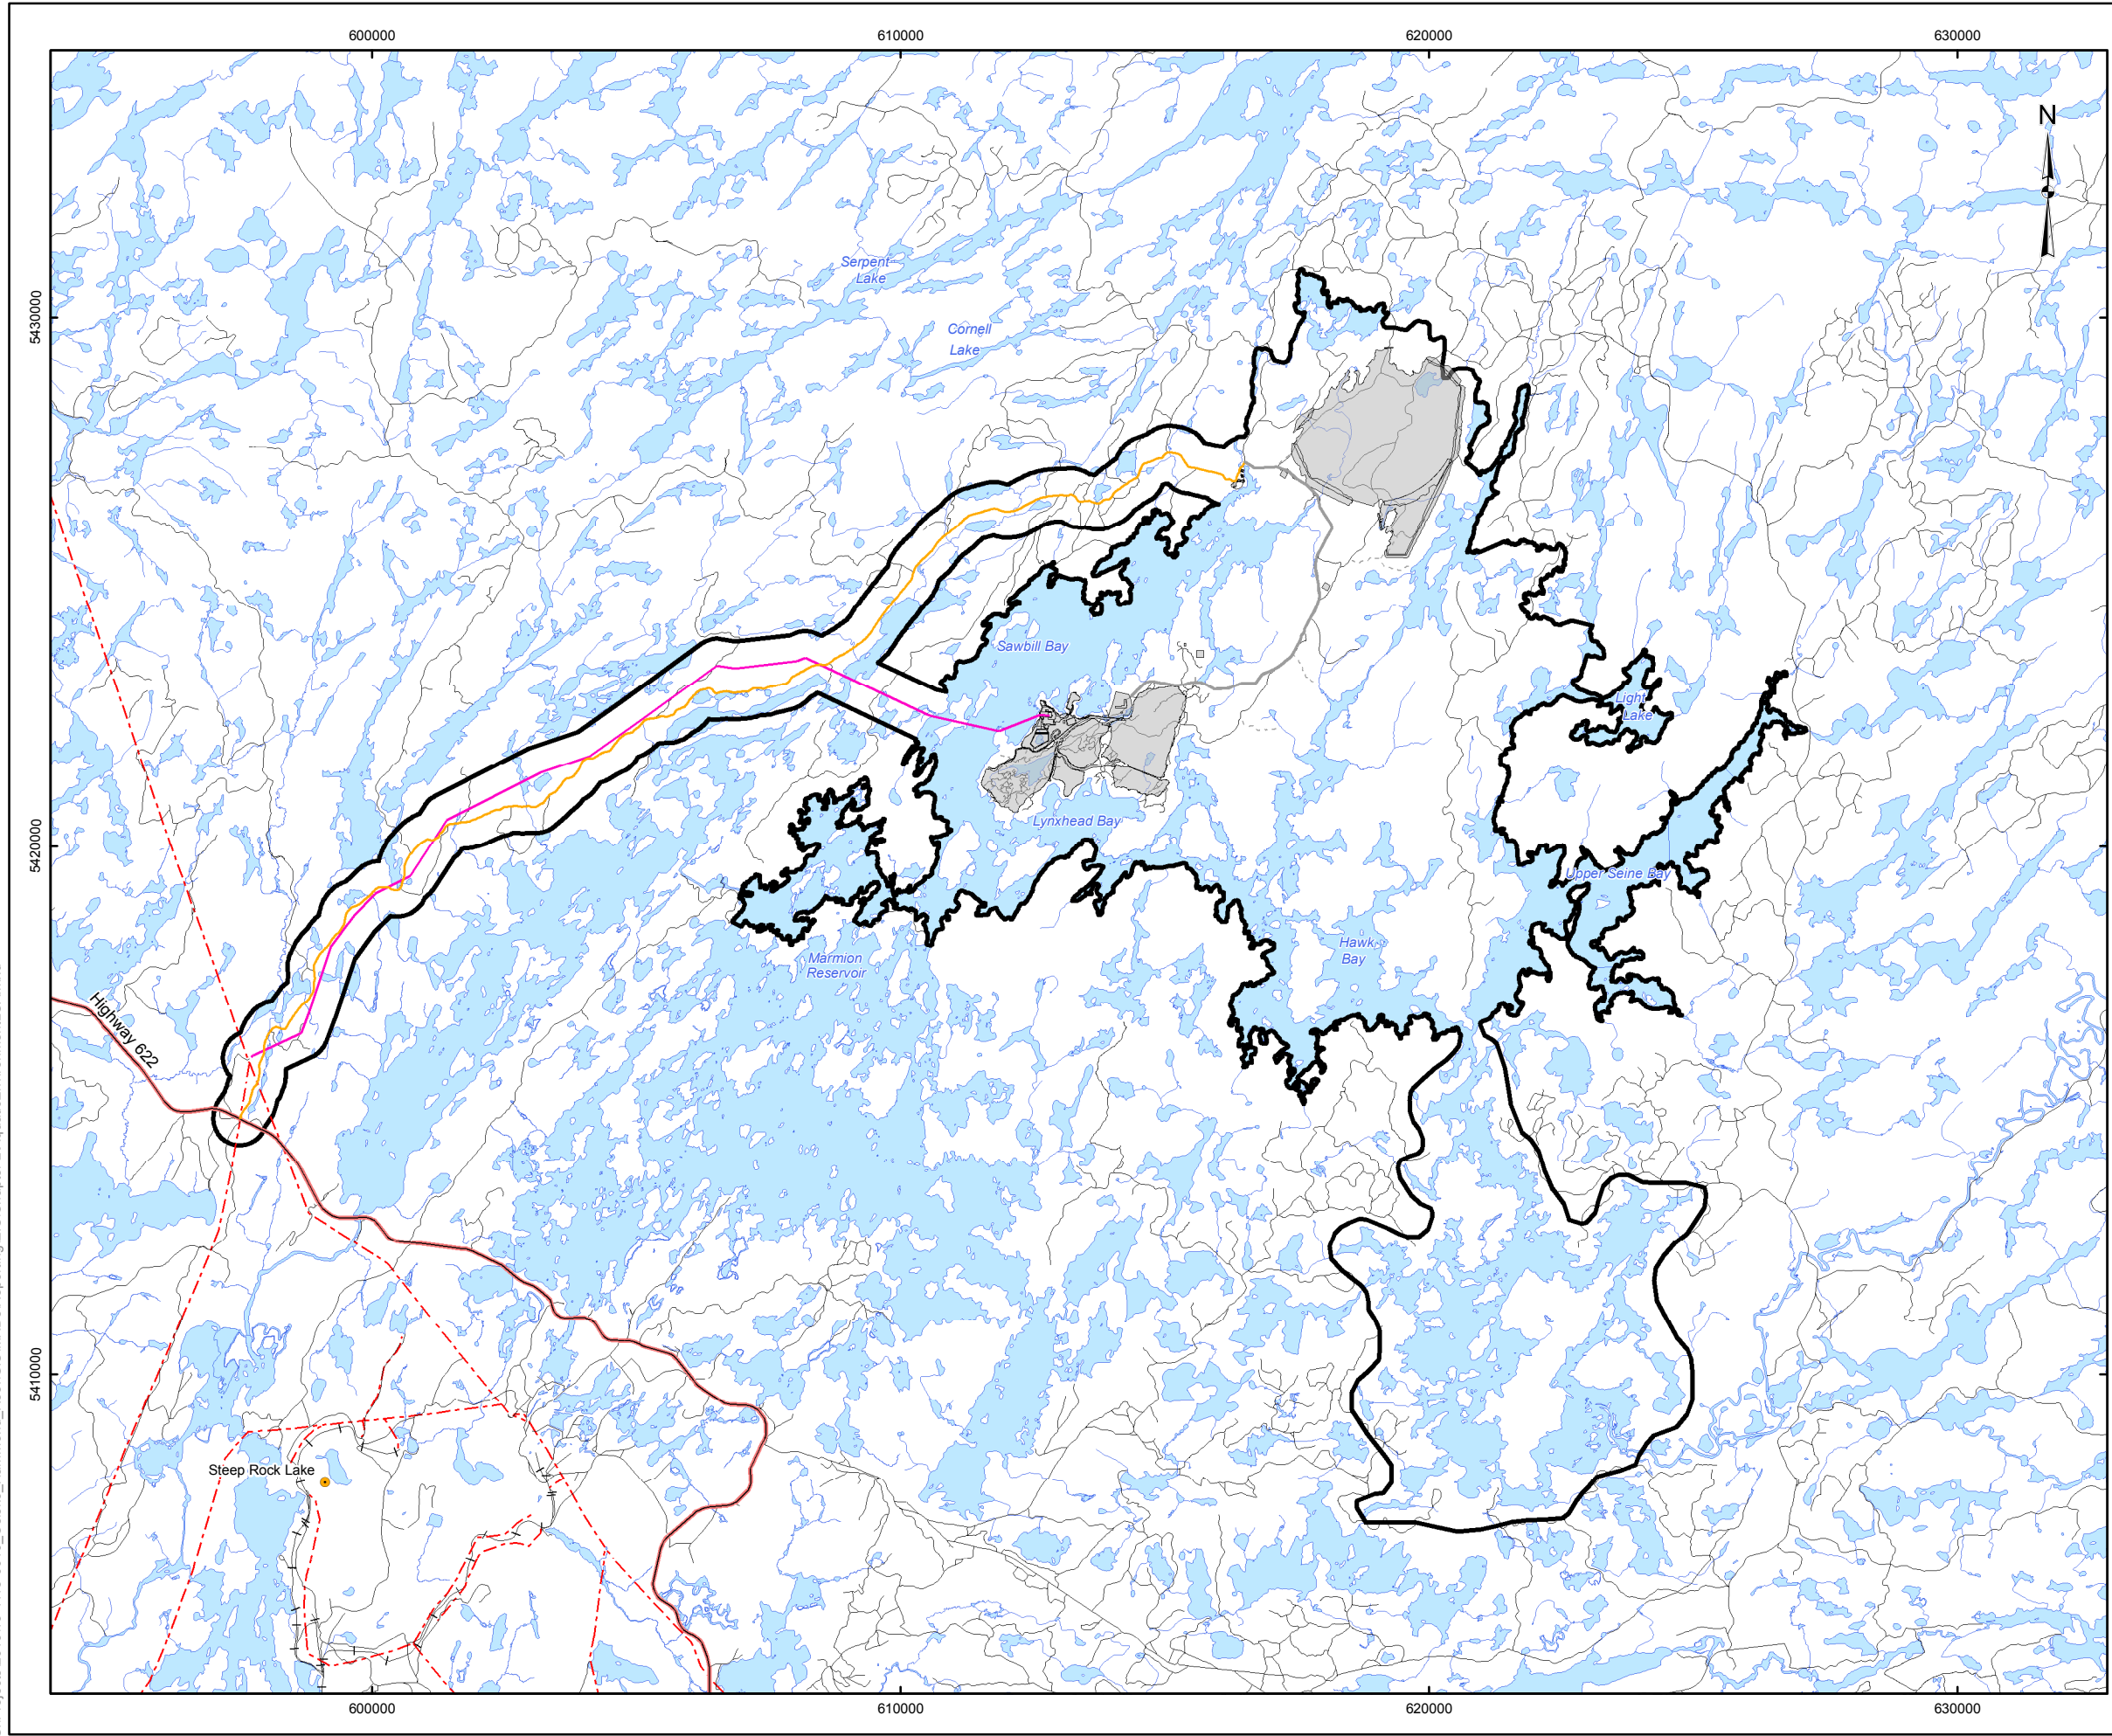 600000
610000
620000
630000
N
Serpent
Lake
5430000
Cornell
Lake
Sawbill Bay
Light
Lake
Lynxhead Bay
5420000
Upper Seine Bay
Hawk
Bay
Marmion
Reservoir
Highway 622
5410000
Steep Rock Lake
600000
610000
620000
630000